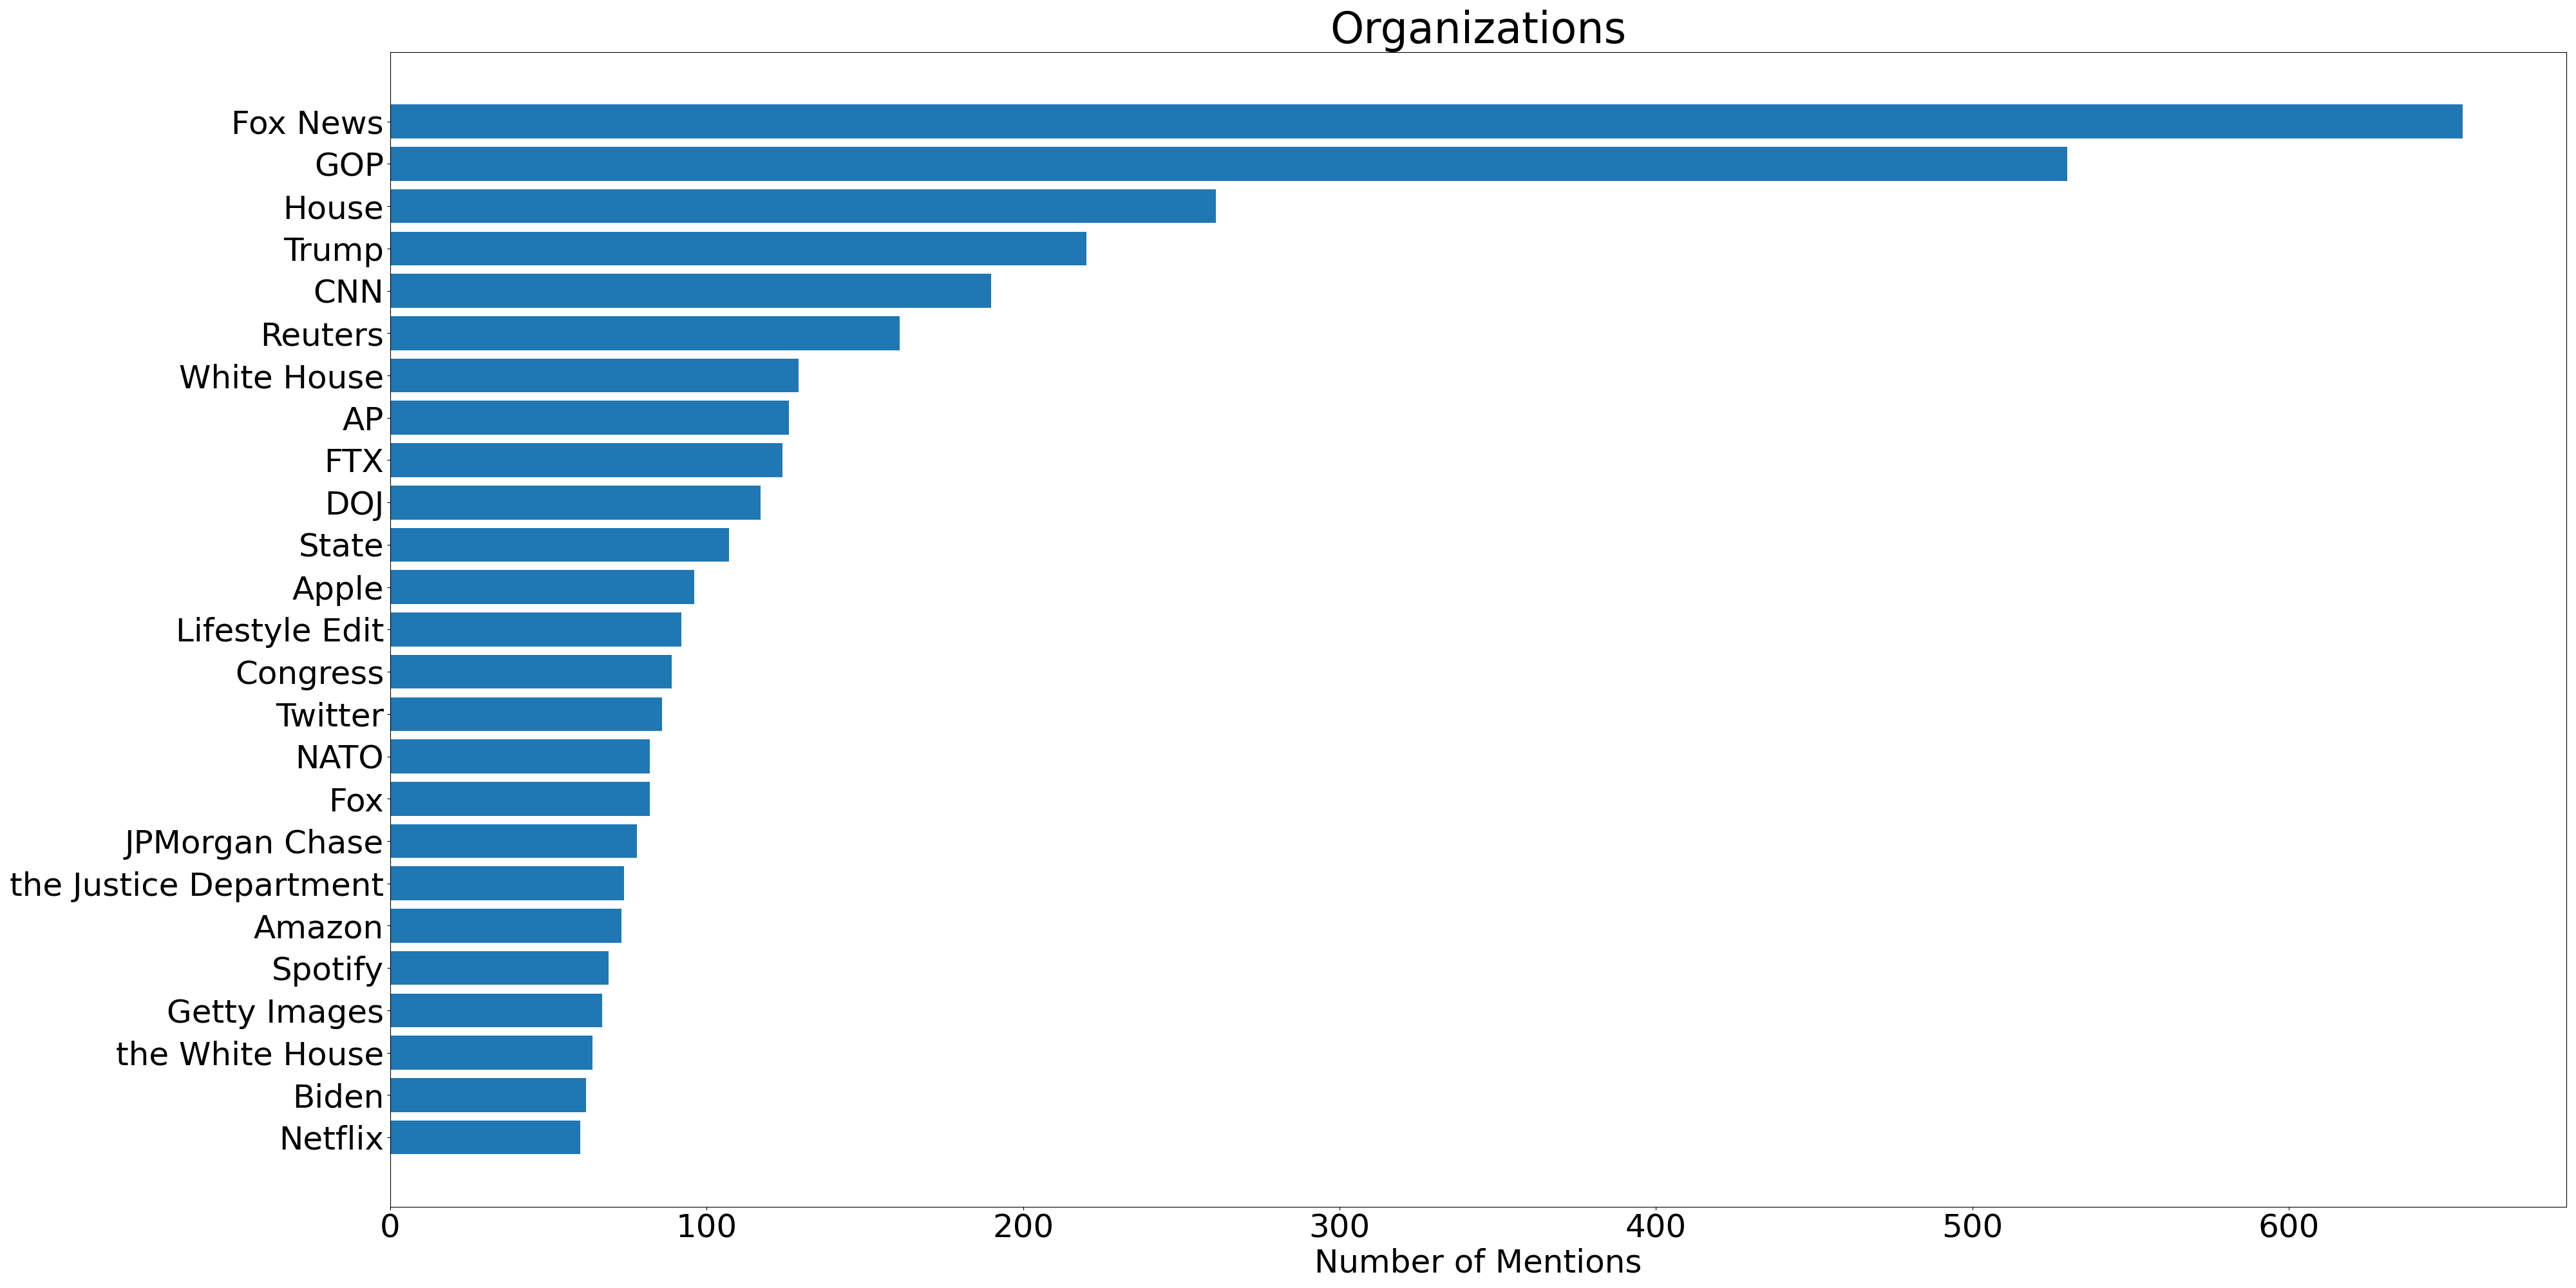 Organizations
Fox News
GOP
House
Trump
CNN
Reuters
White House
AP
FTX
DOJ
State
Apple
Lifestyle Edit
Congress
Twitter
NATO
Fox
JPMorgan Chase
the Justice Department
Amazon
Spotify
Getty Images
the White House
Biden
Netflix
0 100 200 300 400 500 600
Number of Mentions